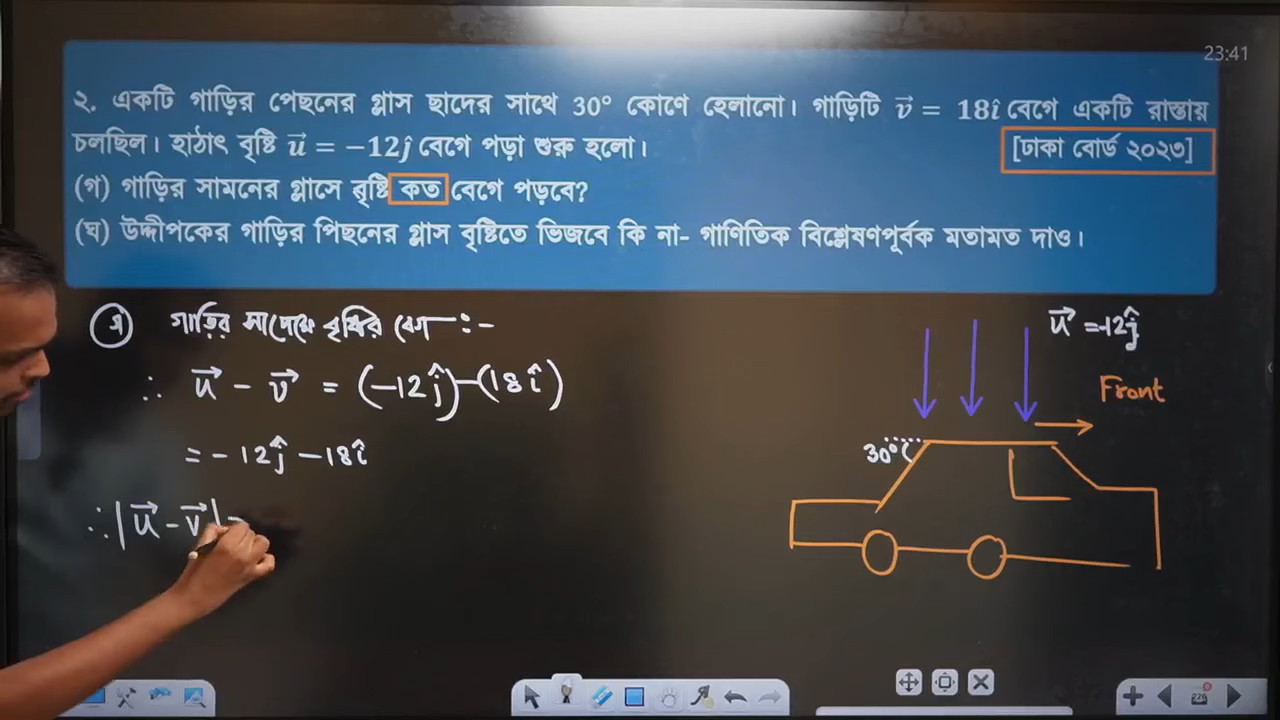 23:41
২. একটি গাড়ির পেছনের গ্লাস ছাদের সাথে 30° কোণে হেলানো। গাড়িটি v⃗ = 18î বেগে একটি রাস্তায়
চলছিল। হাঠাৎ বৃষ্টি u⃗ = −12ĵ বেগে পড়া শুরু হলো।
[ঢাকা বোর্ড ২০২৩]
(গ) গাড়ির সামনের গ্লাসে বৃষ্টি কত বেগে পড়বে?
(ঘ) উদ্দীপকের গাড়ির পিছনের গ্লাস বৃষ্টিতে ভিজবে কি না- গাণিতিক বিশ্লেষণপূর্বক মতামত দাও।
গাড়ির সাপেক্ষে বৃষ্টির বেগ :-
∴ u⃗ − v⃗ = (−12ĵ)−(18î)
= −12ĵ −18î
∴ |u⃗ − v⃗| =
u⃗ = −12ĵ
Front
30°